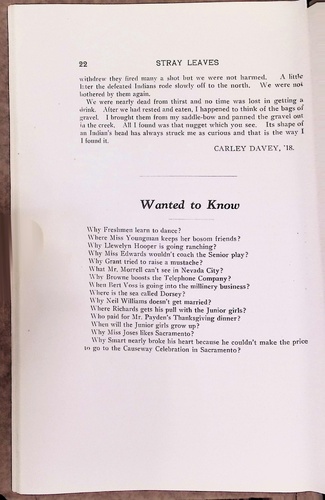 22 STRAY LEAVES
withdrew they fired many a shot but we were not harmed. A little
later the defeated Indians rode slowly off to the north. We were not
bothered by them again.
We were nearly dead from thirst and no time was lost in getting a
drink. After we had rested and eaten, I happened to think of the bags of
gravel. I brought them from my saddle-bow and panned the gravel out
in the creek. All I found was that nugget which you see. Its shape of
an Indian's head has always struck me as curious and that is the way I
I found it.
CARLEY DAVEY, '18.
Wanted to Know
Why Freshmen learn to dance?
Where Miss Youngman keeps her bosom friends?
Why Llewelyn Hooper is going ranching?
Why Miss Edwards wouldn't coach the Senior play?
Why Grant tried to raise a mustache?
What Mr. Murrell can't see in Nevada City?
Why Browne boosts the Telephone Company?
When Bert Voss is going into the millinery business?
Where is the sea called Dorsey?
Why Neil Williams doesn't get married?
Where Richards gets his pull with the Junior girls?
Who paid for Mr. Payden's Thanksgiving dinner?
When will the Junior girls grow up?
Why Miss Joses likes Sacramento?
Why Smart nearly broke his heart because he couldn't make the price
to go to the Causeway Celebration in Sacramento?